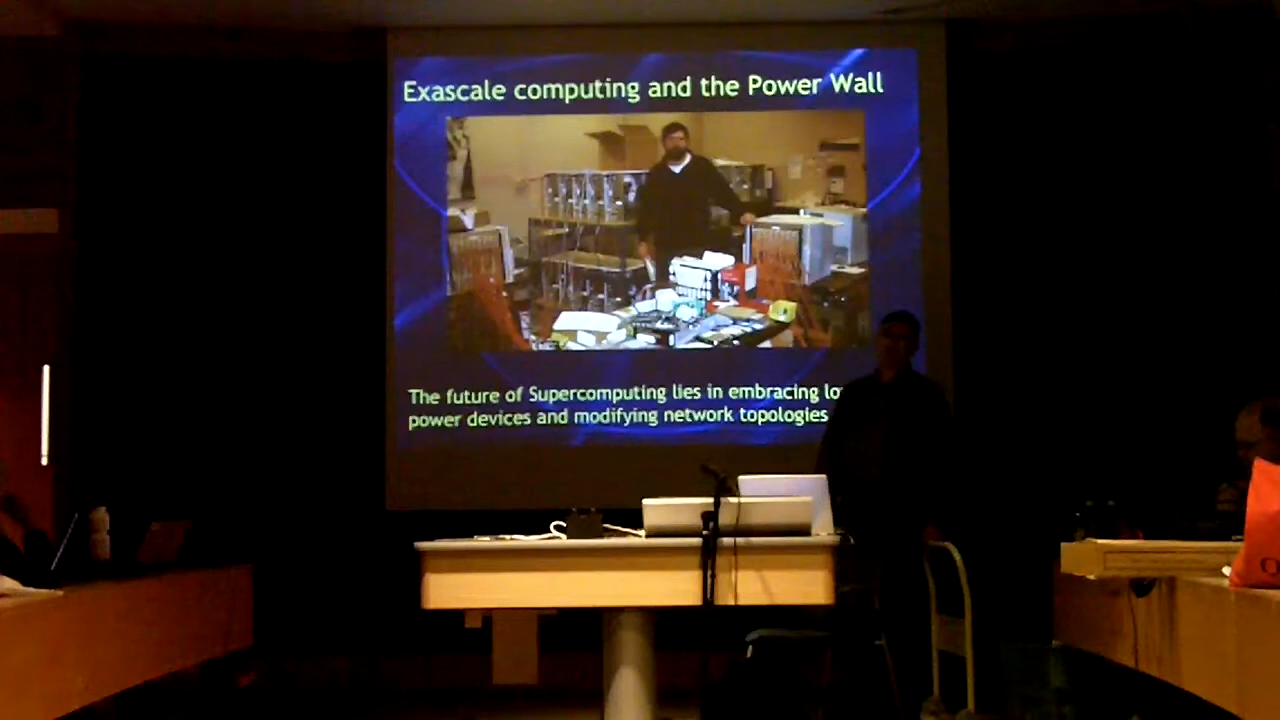 Exascale computing and the Power Wall
The future of Supercomputing lies in embracing
power devices and modifying network topologies